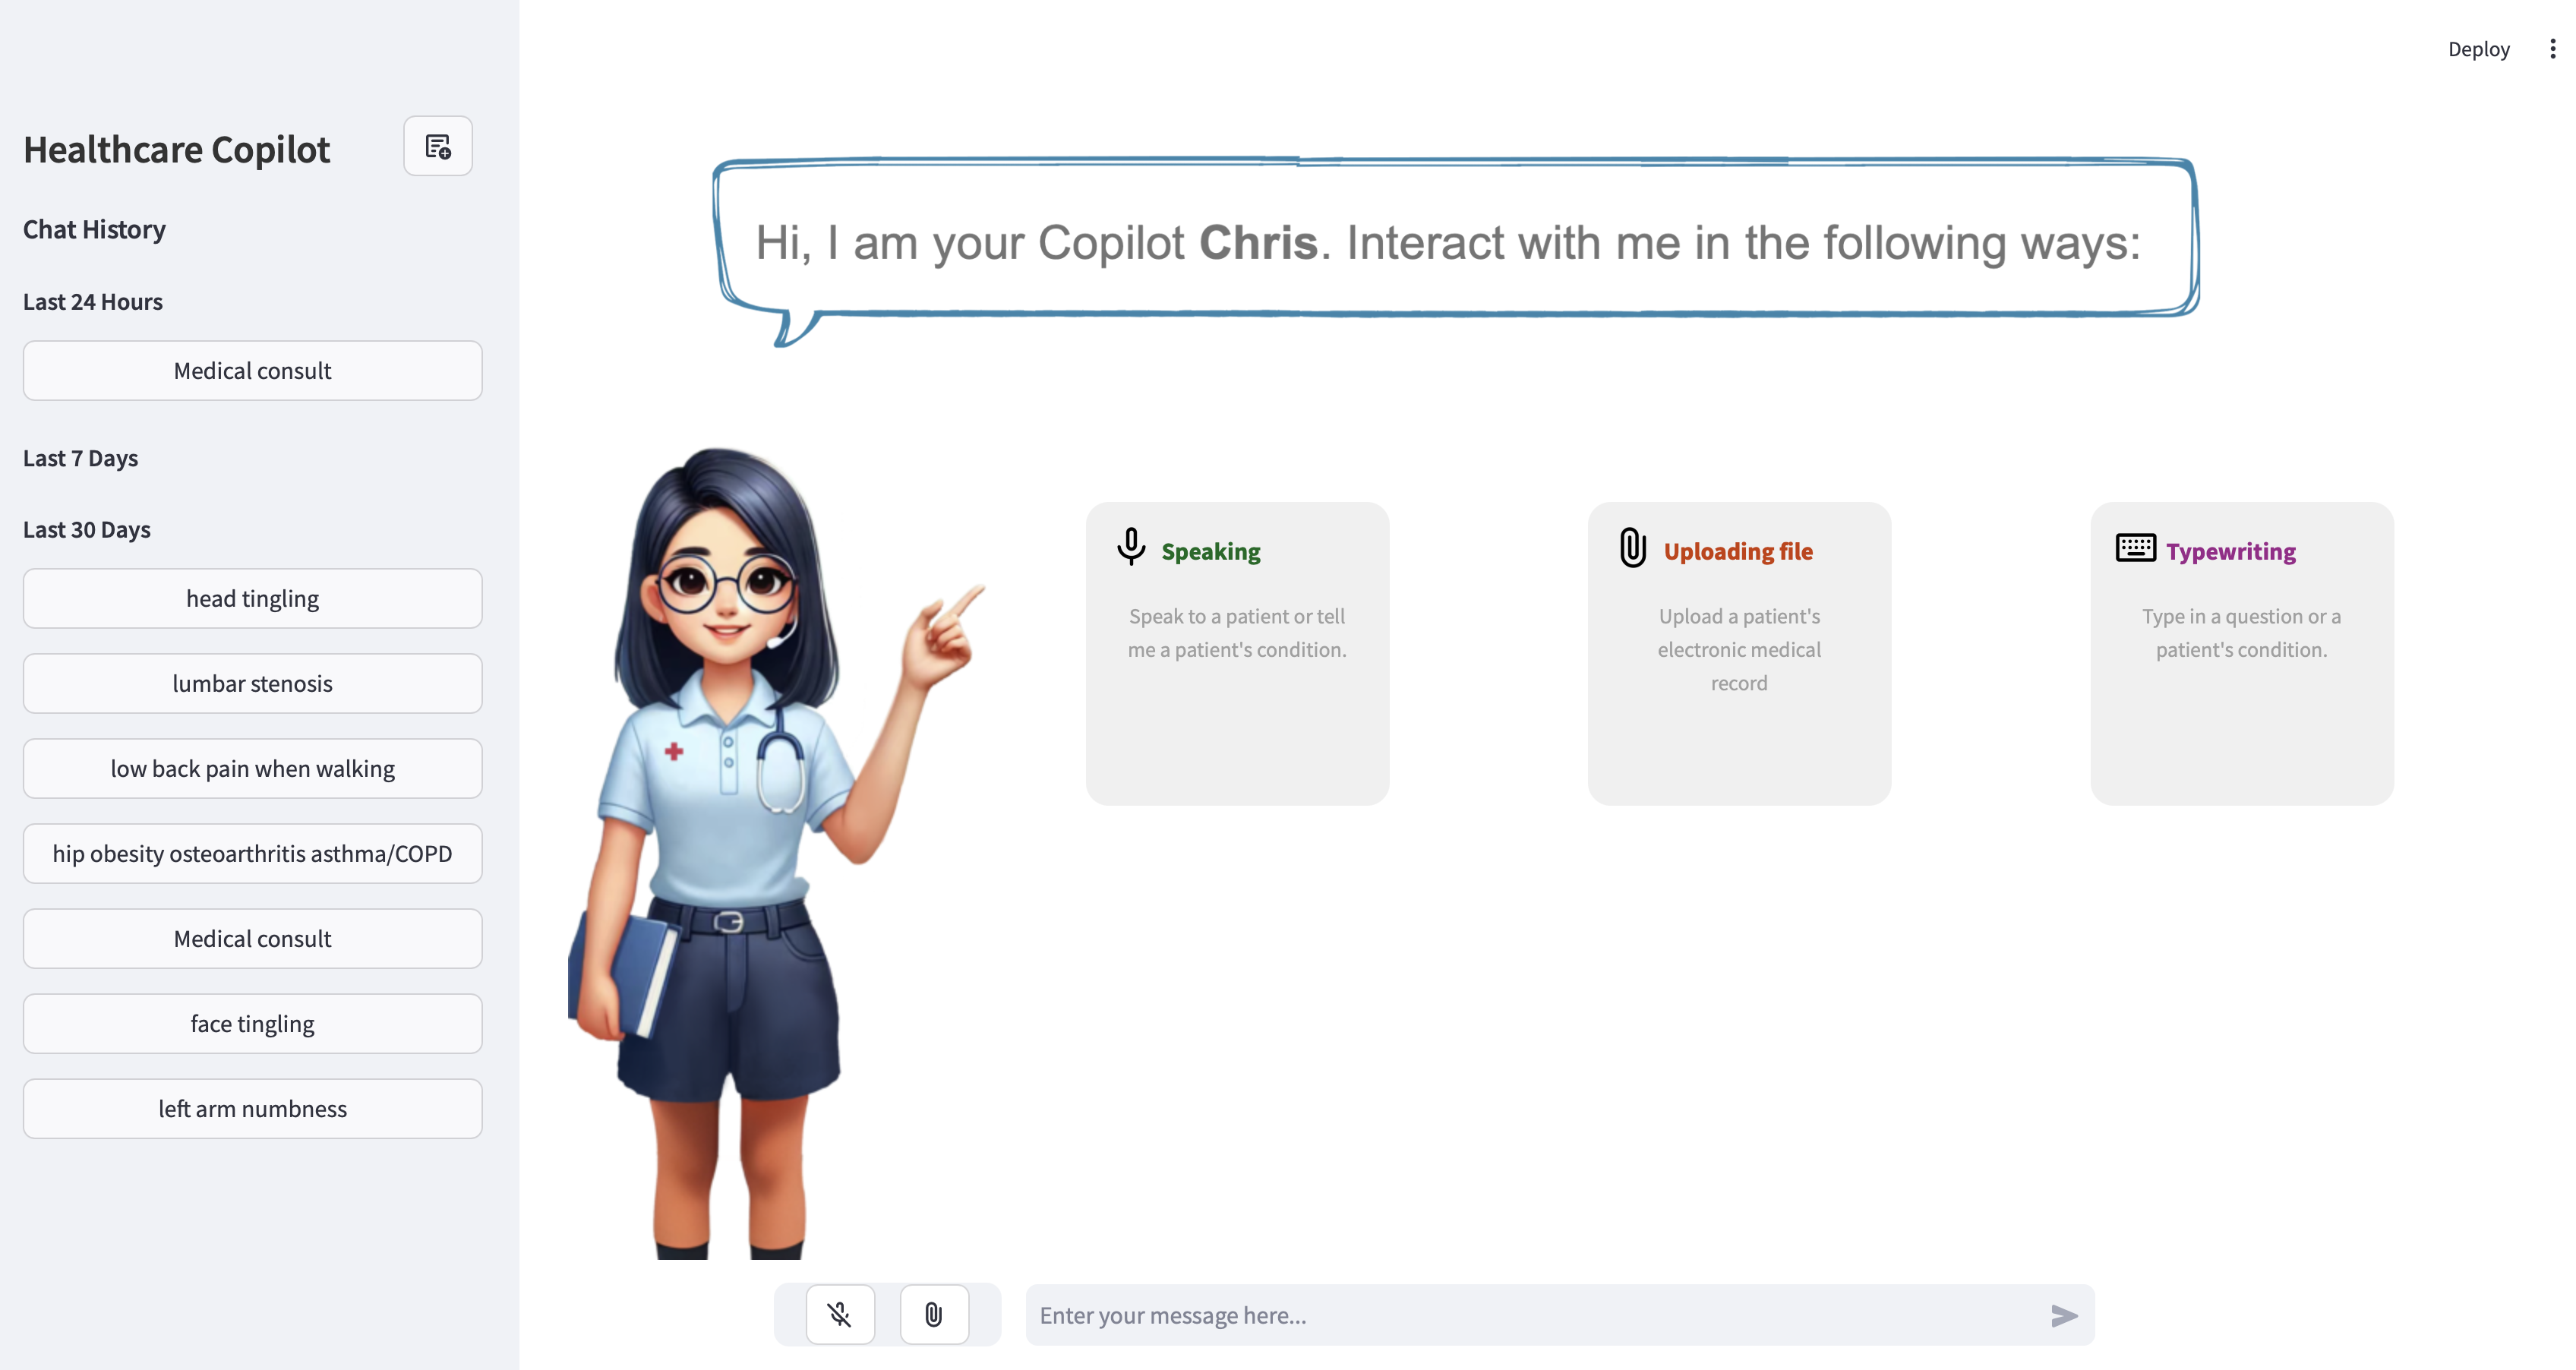 Deploy
Healthcare Copilot
Chat History
Last 24 Hours
Medical consult
Last 7 Days
Last 30 Days
head tingling
lumbar stenosis
low back pain when walking
hip obesity osteoarthritis asthma/COPD
Medical consult
face tingling
left arm numbness
Hi, I am your Copilot Chris. Interact with me in the following ways:
Speaking
Speak to a patient or tell
me a patient's condition.
Uploading file
Upload a patient's
electronic medical
record
Typewriting
Type in a question or a
patient's condition.
Enter your message here...